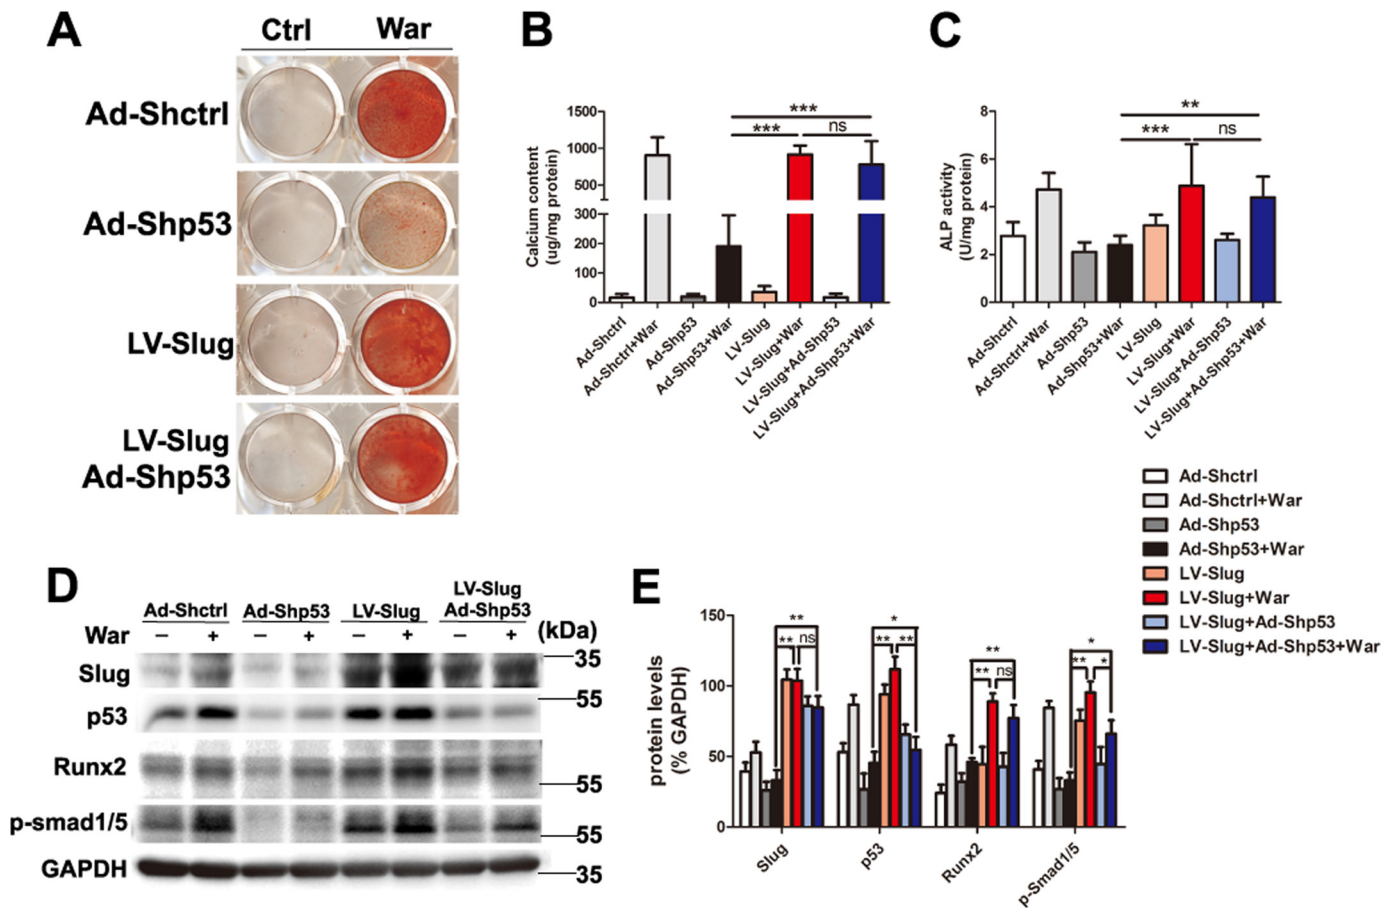 A
Ctrl War
Ad-Shctrl
Ad-Shp53
LV-Slug
LV-Slug
Ad-Shp53
B
Calcium content
(ug/mg protein)
1500
1000
500
300
200
100
0
***
*** ns
Ad-Shctrl
Ad-Shctrl+War
Ad-Shp53
Ad-Shp53+War
LV-Slug
LV-Slug+War
LV-Slug+Ad-Shp53
LV-Slug+Ad-Shp53+War
C
ALP activity
(U/mg protein)
8
6
4
2
0
**
*** ns
Ad-Shctrl
Ad-Shctrl+War
Ad-Shp53
Ad-Shp53+War
LV-Slug
LV-Slug+War
LV-Slug+Ad-Shp53
LV-Slug+Ad-Shp53+War
Ad-Shctrl
Ad-Shctrl+War
Ad-Shp53
Ad-Shp53+War
LV-Slug
LV-Slug+War
LV-Slug+Ad-Shp53
LV-Slug+Ad-Shp53+War
D
Ad-Shctrl Ad-Shp53 LV-Slug LV-Slug
Ad-Shp53
War − + − + − + − + (kDa)
Slug 35
p53 55
Runx2 55
p-smad1/5 55
GAPDH 35
E
protein levels
(% GAPDH)
150
100
50
0
**
** ns
*
** **
**
** ns
*
** *
Slug
p53
Runx2
p-Smad1/5